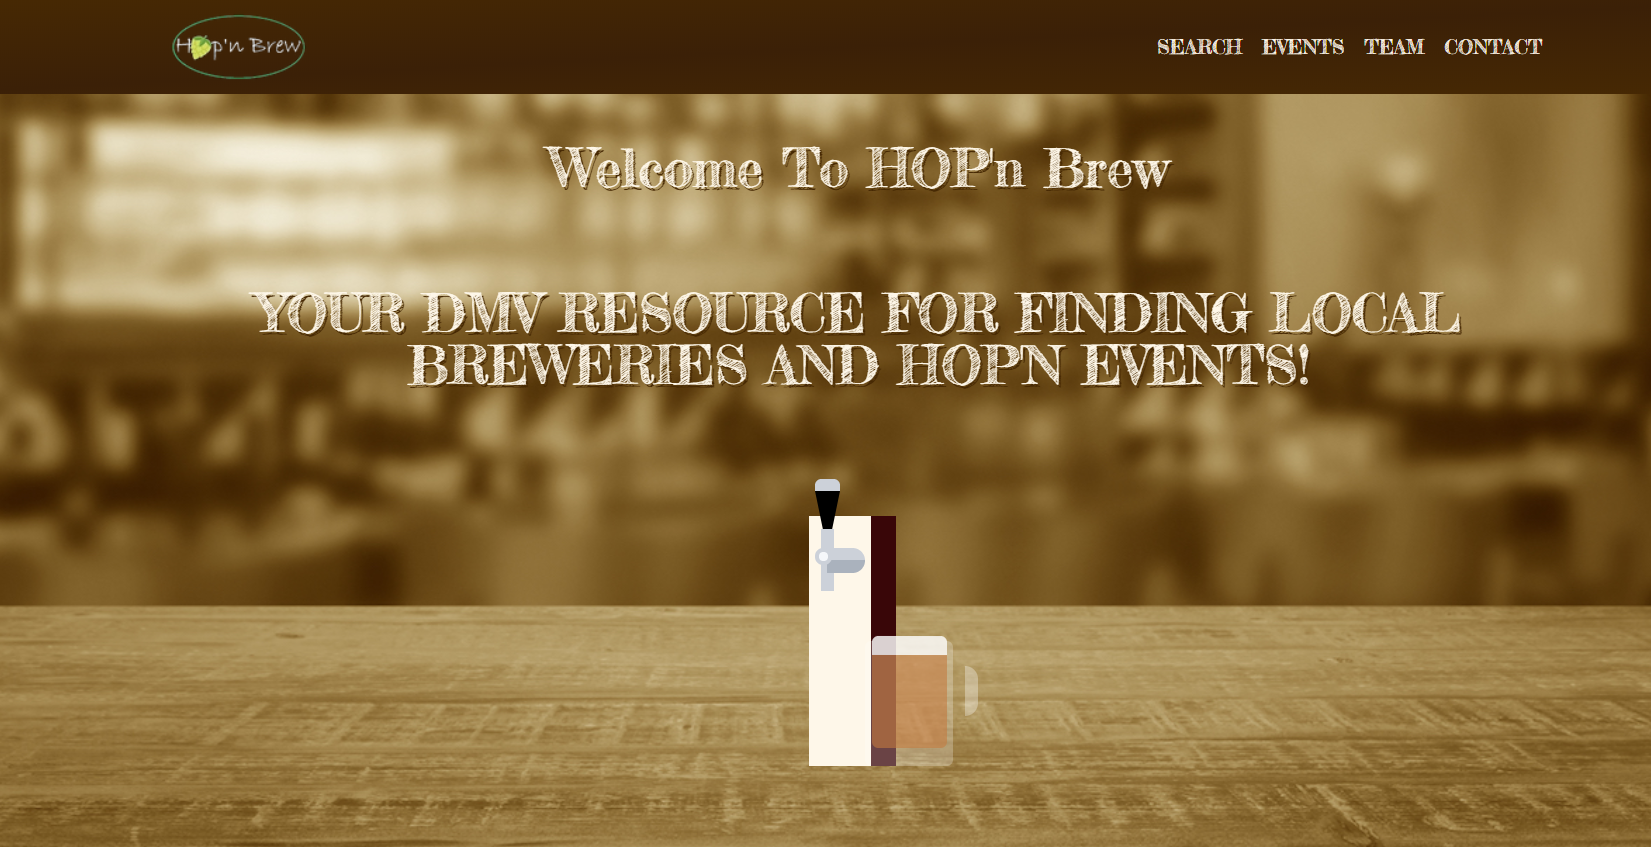 Hop'n Brew
SEARCH EVENTS TEAM CONTACT
Welcome To HOP'n Brew
YOUR DMV RESOURCE FOR FINDING LOCAL
BREWERIES AND HOPN EVENTS!